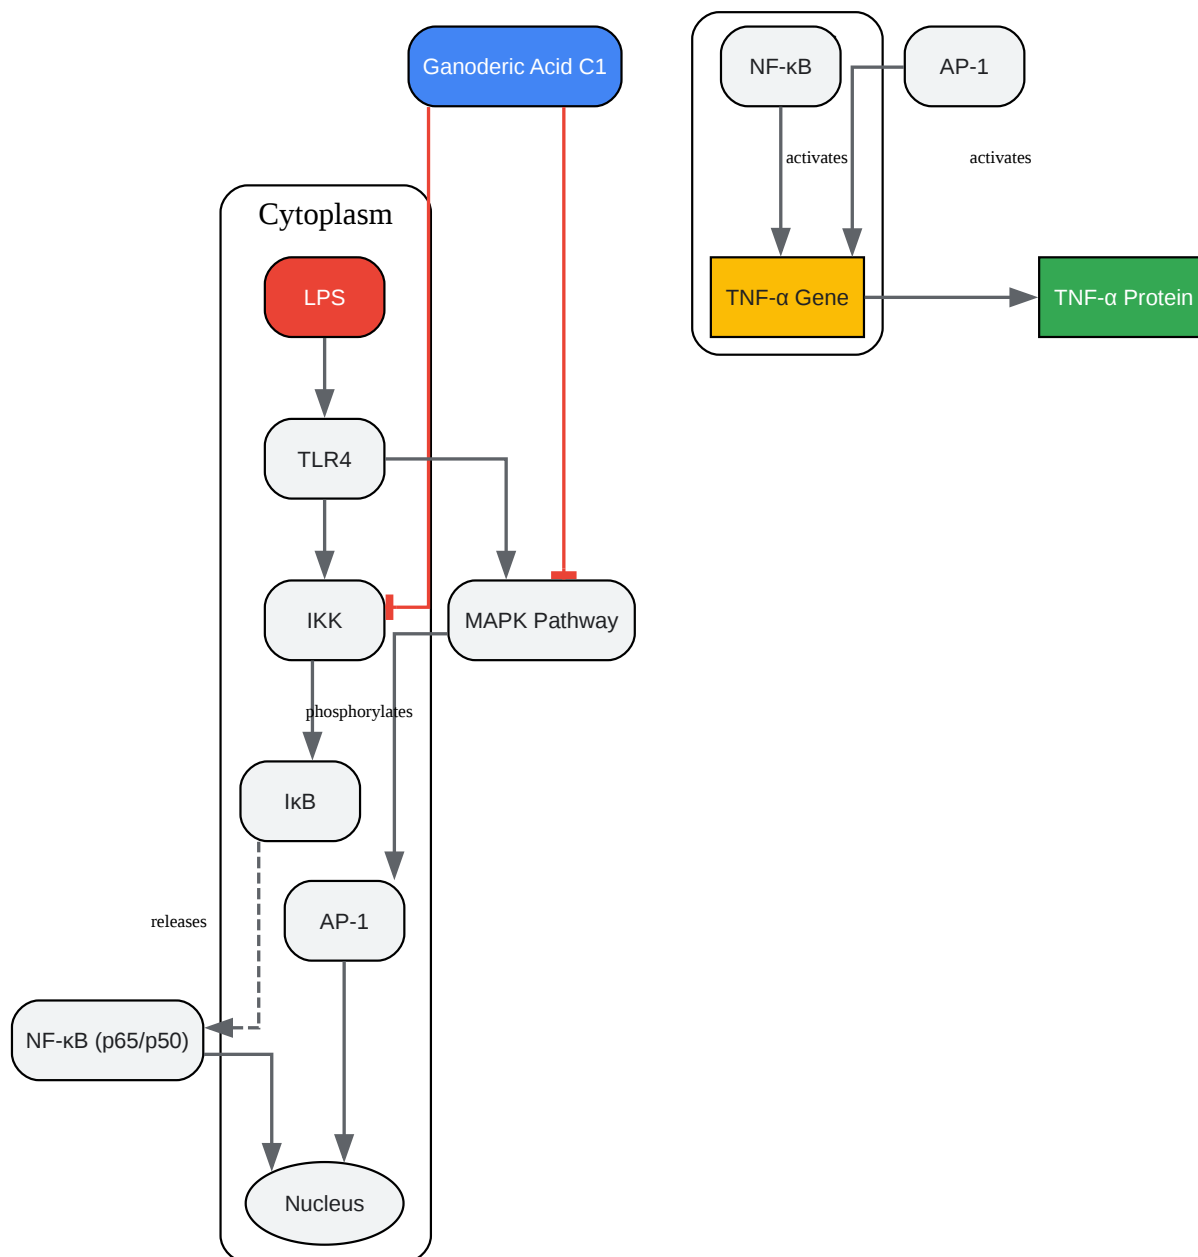 Ganoderic Acid C1
NF-κB
AP-1
activates
activates
Cytoplasm
LPS
TNF-α Gene
TNF-α Protein
TLR4
IKK
MAPK Pathway
phosphorylates
IκB
AP-1
releases
NF-κB (p65/p50)
Nucleus